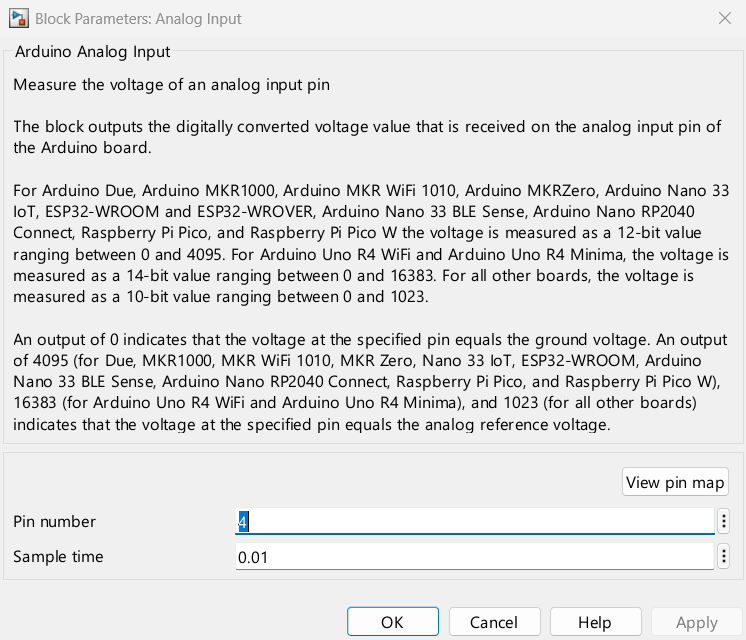 Block Parameters: Analog Input
Arduino Analog Input
Measure the voltage of an analog input pin
The block outputs the digitally converted voltage value that is received on the analog input pin of
the Arduino board.
For Arduino Due, Arduino MKR1000, Arduino MKR WiFi 1010, Arduino MKRZero, Arduino Nano 33
IoT, ESP32-WROOM and ESP32-WROVER, Arduino Nano 33 BLE Sense, Arduino Nano RP2040
Connect, Raspberry Pi Pico, and Raspberry Pi Pico W the voltage is measured as a 12-bit value
ranging between 0 and 4095. For Arduino Uno R4 WiFi and Arduino Uno R4 Minima, the voltage is
measured as a 14-bit value ranging between 0 and 16383. For all other boards, the voltage is
measured as a 10-bit value ranging between 0 and 1023.
An output of 0 indicates that the voltage at the specified pin equals the ground voltage. An output
of 4095 (for Due, MKR1000, MKR WiFi 1010, MKR Zero, Nano 33 IoT, ESP32-WROOM, Arduino
Nano 33 BLE Sense, Arduino Nano RP2040 Connect, Raspberry Pi Pico, and Raspberry Pi Pico W),
16383 (for Arduino Uno R4 WiFi and Arduino Uno R4 Minima), and 1023 (for all other boards)
indicates that the voltage at the specified pin equals the analog reference voltage.
View pin map
Pin number 4
Sample time 0.01
OK Cancel Help Apply